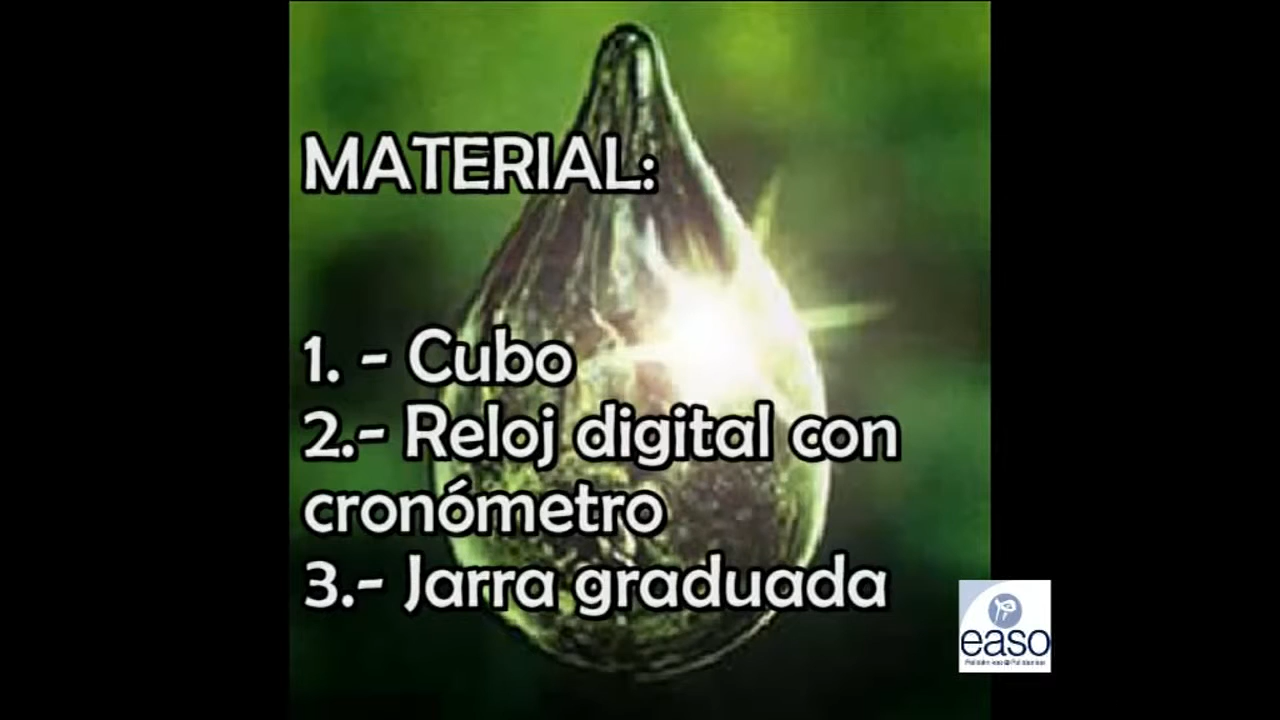 MATERIAL:
1. - Cubo
2.- Reloj digital con
cronómetro
3.- Jarra graduada
easo